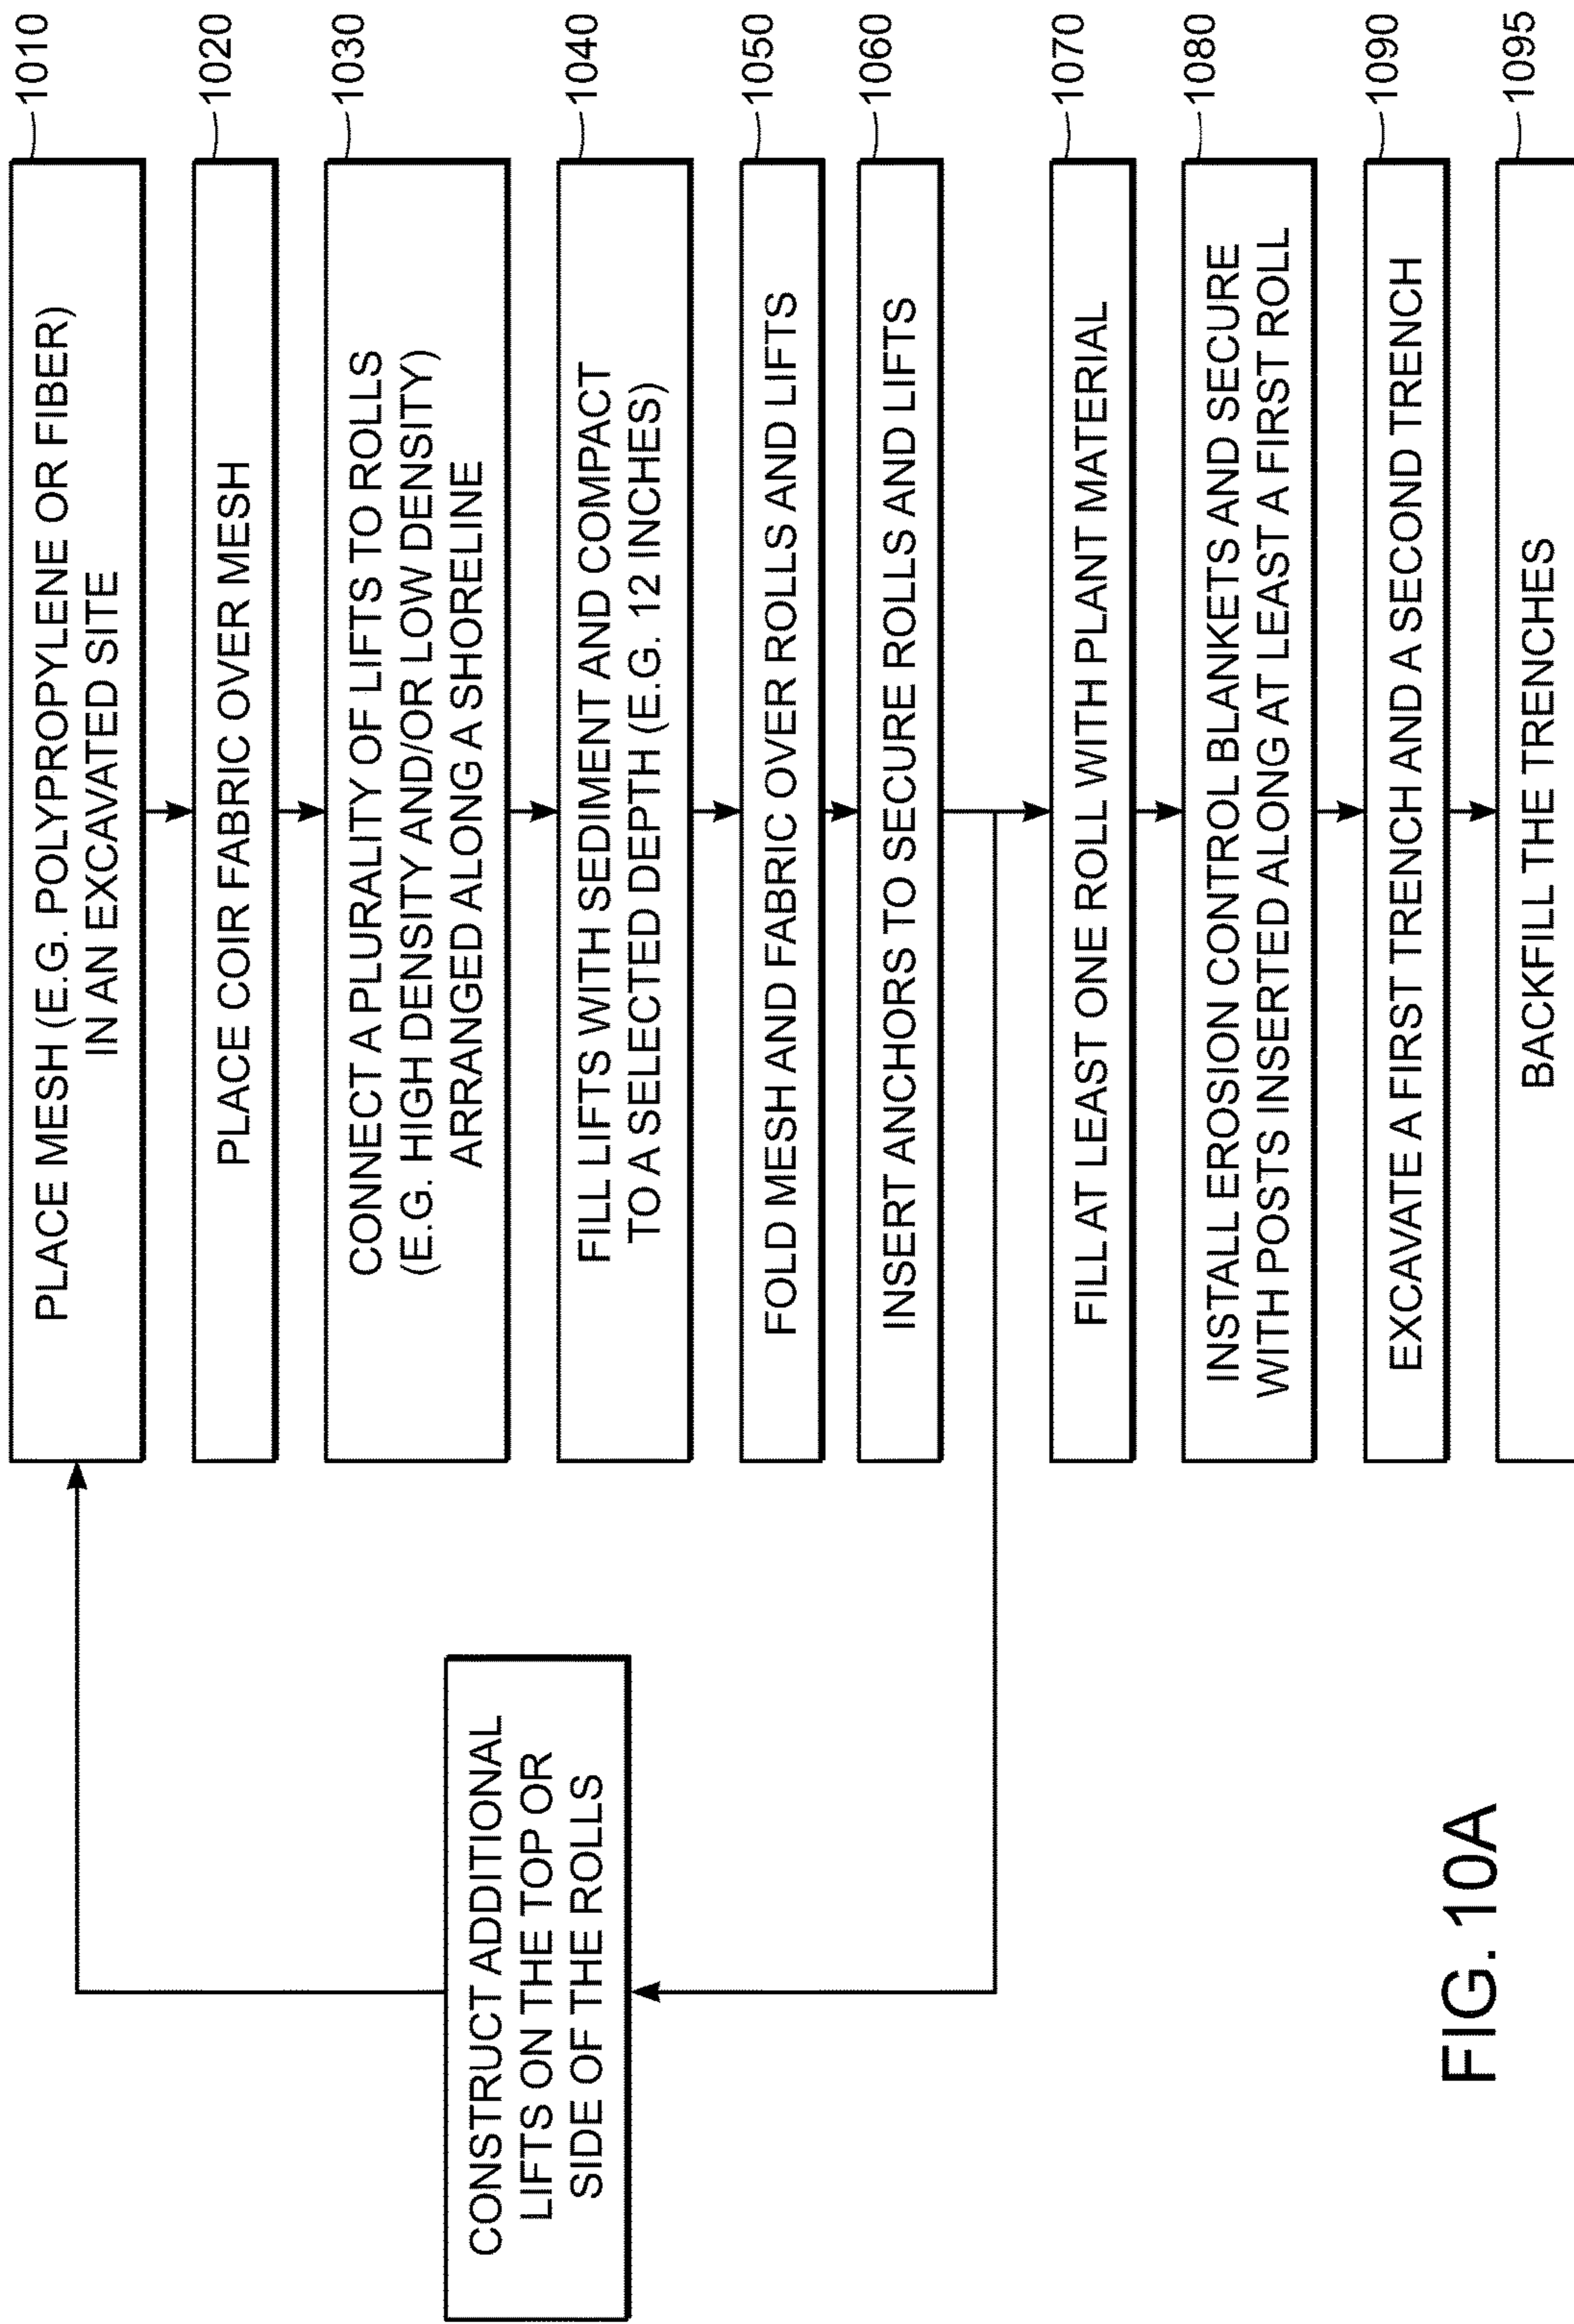 PLACE MESH (E.G. POLYPROPYLENE OR FIBER)
IN AN EXCAVATED SITE
1010
PLACE COIR FABRIC OVER MESH
1020
CONNECT A PLURALITY OF LIFTS TO ROLLS
(E.G. HIGH DENSITY AND/OR LOW DENSITY)
ARRANGED ALONG A SHORELINE
1030
FILL LIFTS WITH SEDIMENT AND COMPACT
TO A SELECTED DEPTH (E.G. 12 INCHES)
1040
FOLD MESH AND FABRIC OVER ROLLS AND LIFTS
1050
INSERT ANCHORS TO SECURE ROLLS AND LIFTS
1060
CONSTRUCT ADDITIONAL
LIFTS ON THE TOP OR
SIDE OF THE ROLLS
FILL AT LEAST ONE ROLL WITH PLANT MATERIAL
1070
INSTALL EROSION CONTROL BLANKETS AND SECURE
WITH POSTS INSERTED ALONG AT LEAST A FIRST ROLL
1080
EXCAVATE A FIRST TRENCH AND A SECOND TRENCH
1090
BACKFILL THE TRENCHES
1095
FIG. 10A